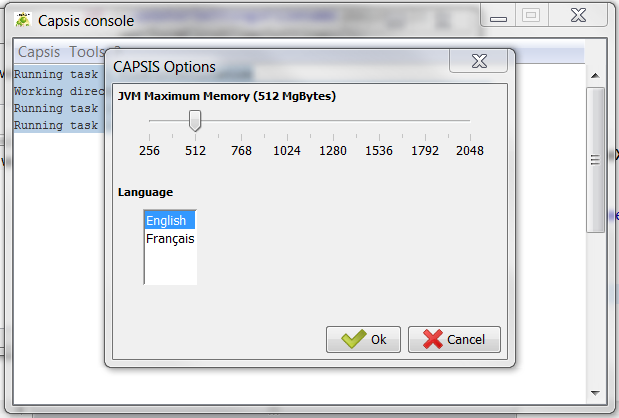 Capsis console
Capsis Tools ?
Running task
Working direc
Running task
Running task
CAPSIS Options
JVM Maximum Memory (512 MgBytes)
256 512 768 1024 1280 1536 1792 2048
Language
English
Français
Ok Cancel